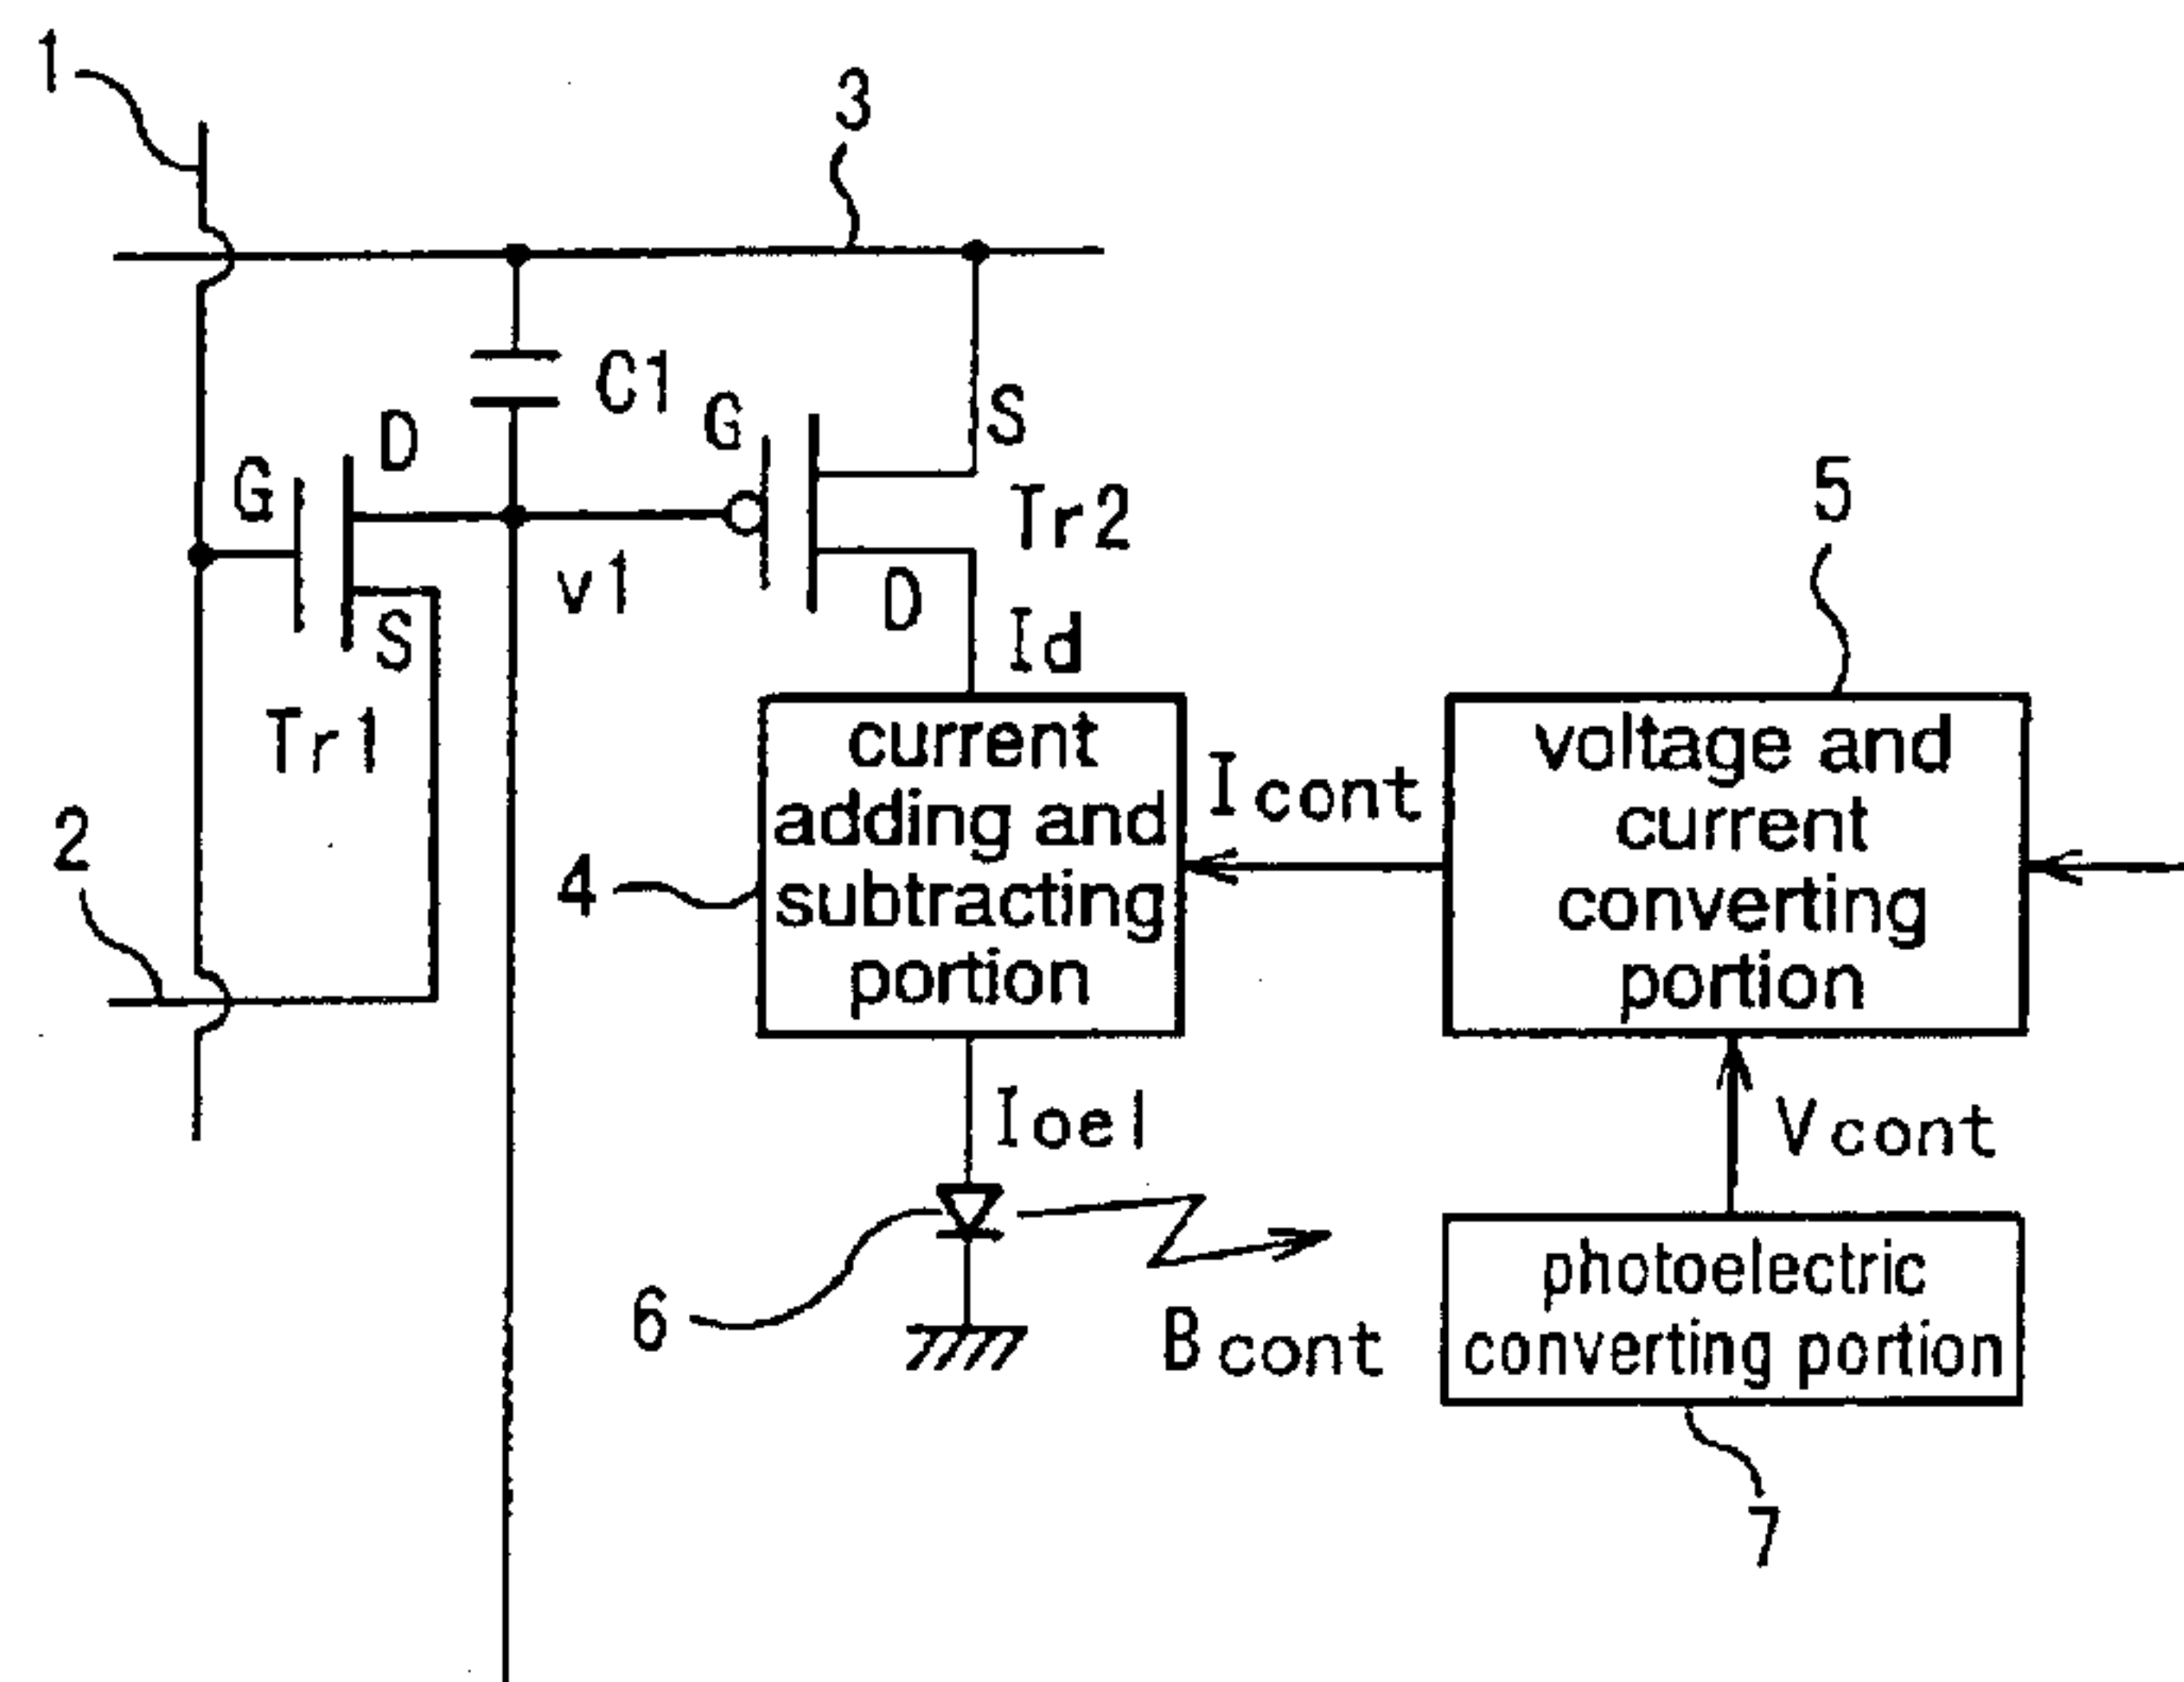 1
3
C1
G
S
D
G
Tr2
5
v1
D
S
Id
Tr1
current
adding and
subtracting
portion
Icont
voltage and
current
converting
portion
2
4
Ioel
Vcont
6
Bcont
photoelectric
converting portion
7